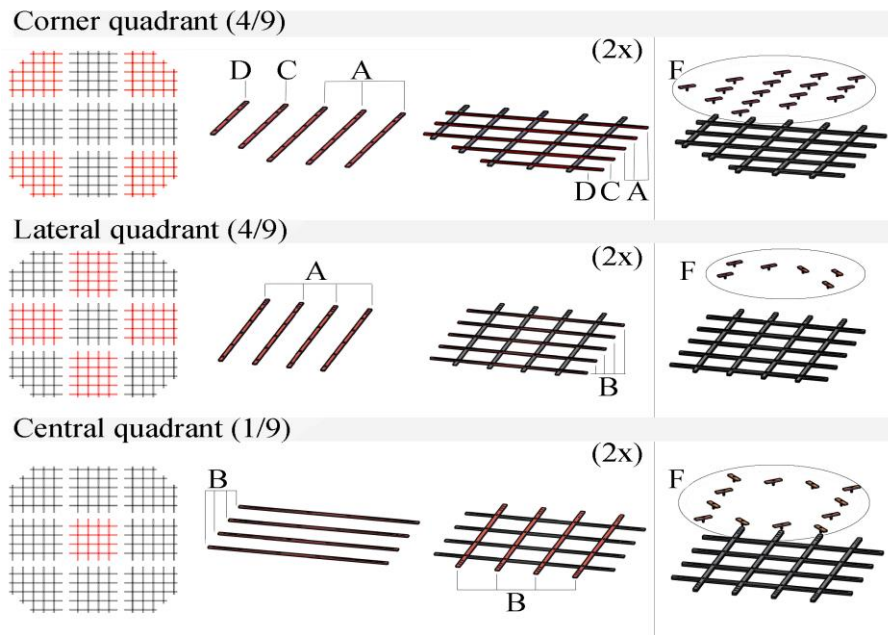 Corner quadrant (4/9)
(2x)
D C A
F
D C A
Lateral quadrant (4/9)
(2x)
A
F
B
Central quadrant (1/9)
(2x)
B
F
B